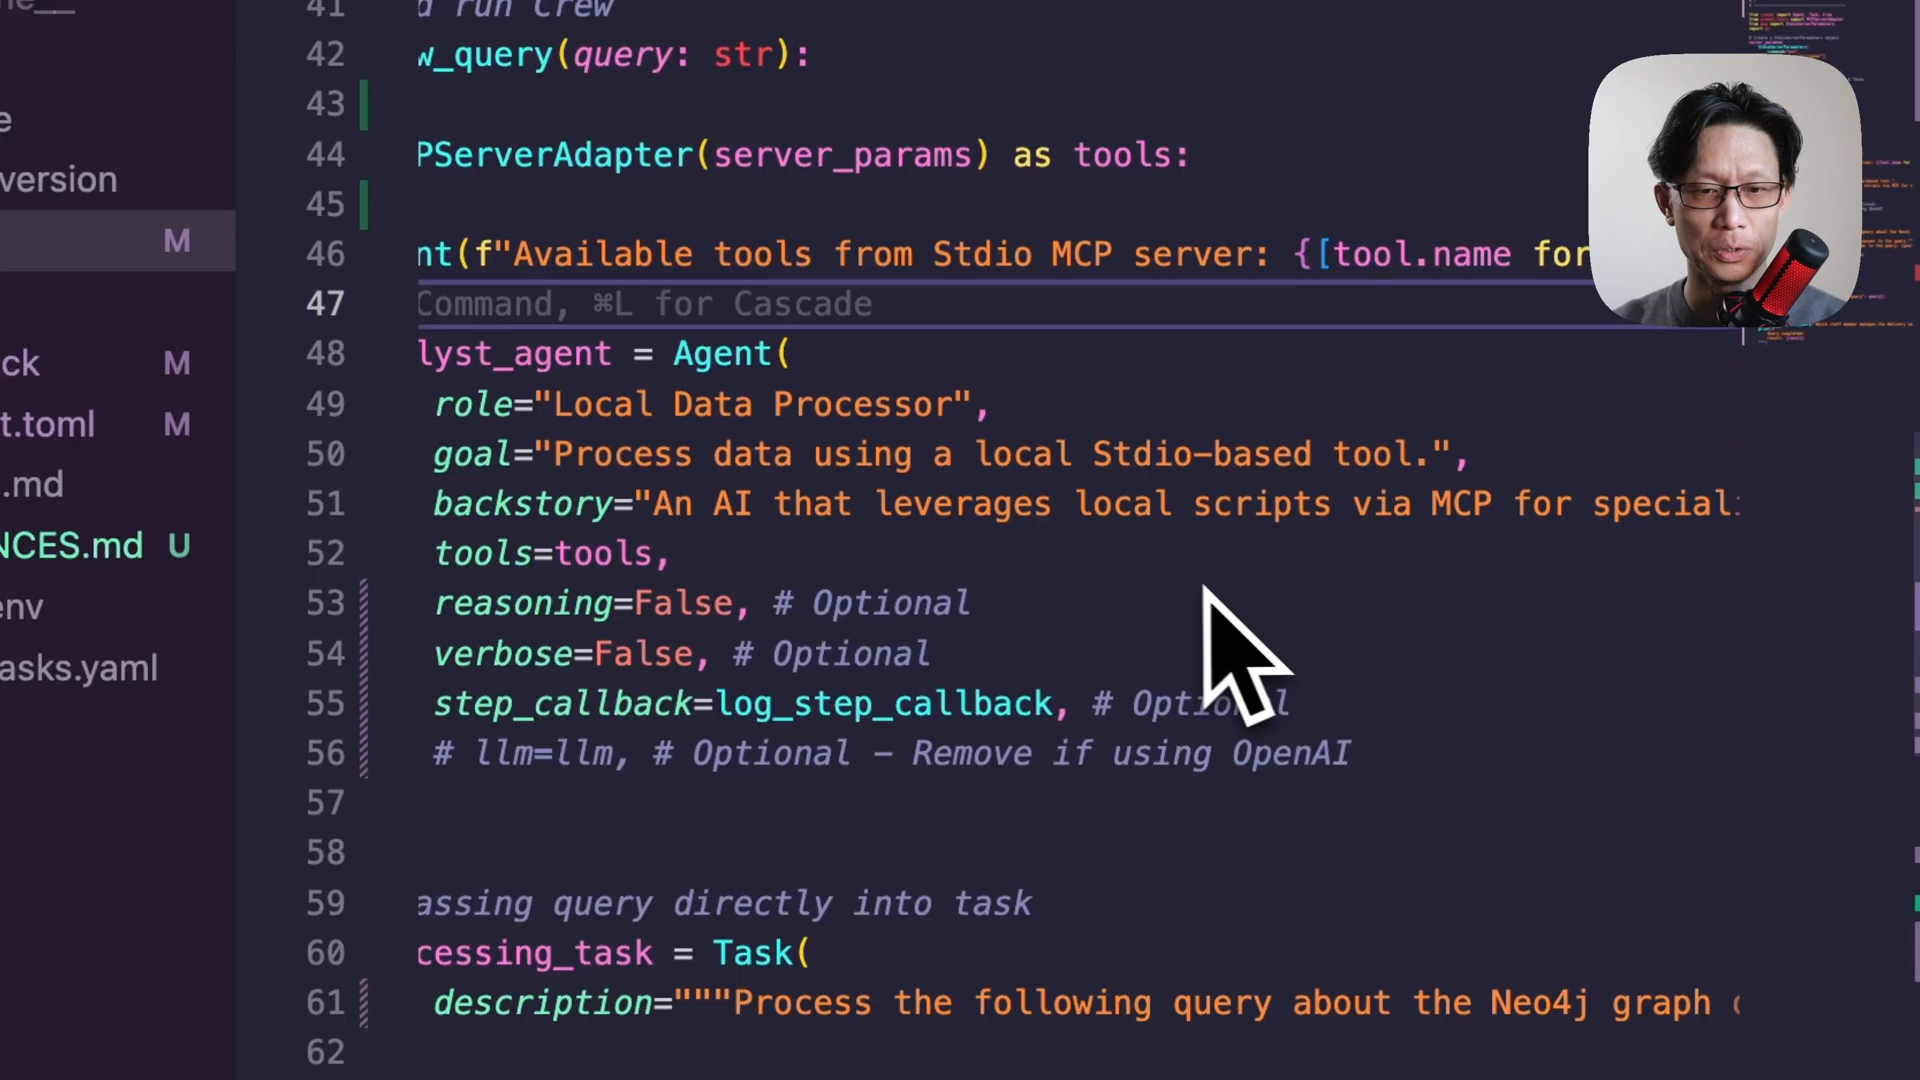 41 d run Crew
42 w_query(query: str):
e
43
44 PServerAdapter(server_params) as tools:
version
45
M
46 nt(f"Available tools from Stdio MCP server: {[tool.name for
47 Command, ⌘L for Cascade
ck M
48 lyst_agent = Agent(
49 role="Local Data Processor",
t.toml M
50 goal="Process data using a local Stdio-based tool.",
.md
51 backstory="An AI that leverages local scripts via MCP for speciali
NCES.md U
52 tools=tools,
env
53 reasoning=False, # Optional
54 verbose=False, # Optional
asks.yaml
55 step_callback=log_step_callback, # Optional
56 # llm=llm, # Optional – Remove if using OpenAI
57
58
59 assing query directly into task
60 cessing_task = Task(
61 description="""Process the following query about the Neo4j graph
62